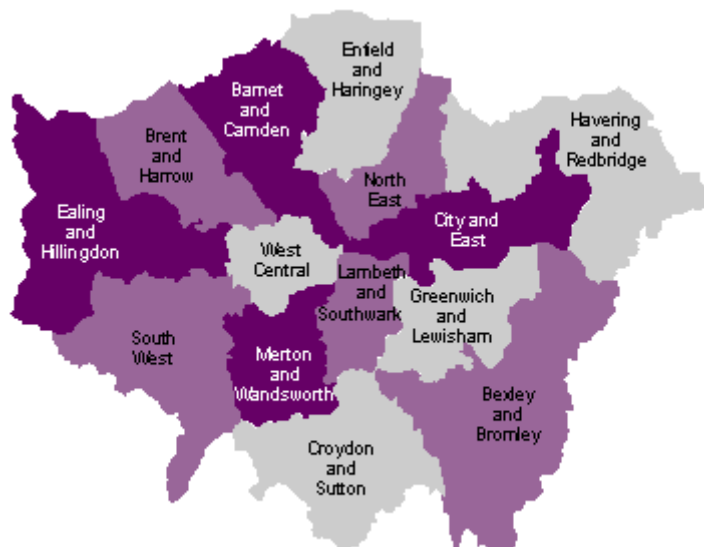 Enfield
and
Haringey
Barnet
and
Camden
Havering
and
Redbridge
Brent
and
Harrow
North
East
Ealing
and
Hillingdon
City and
East
West
Central
Lambeth
and
Southwark
Greenwich
and
Lewisham
South
West
Merton
and
Wandsworth
Bexley
and
Bromley
Croydon
and
Sutton